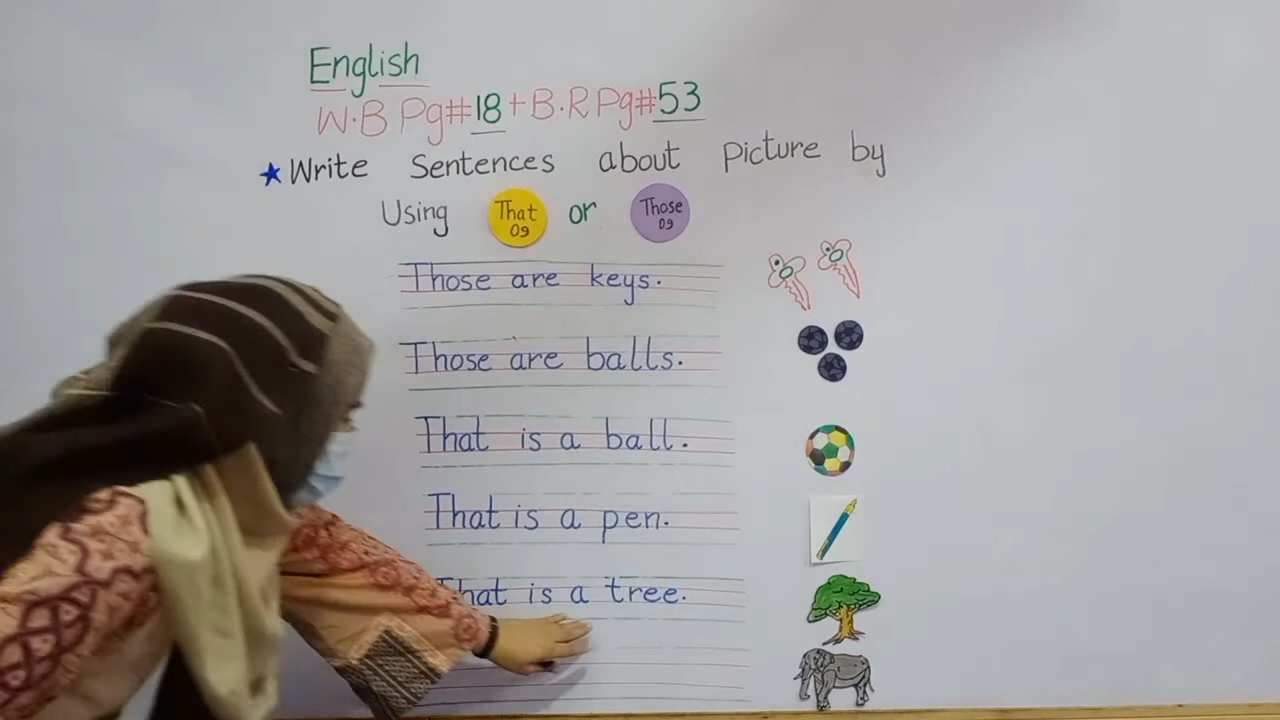 English
W.B Pg#18+B.R Pg#53
★Write Sentences about Picture by
Using That 09 or Those 09
Those are keys.
Those are balls.
That is a ball.
That is a pen.
That is a tree.